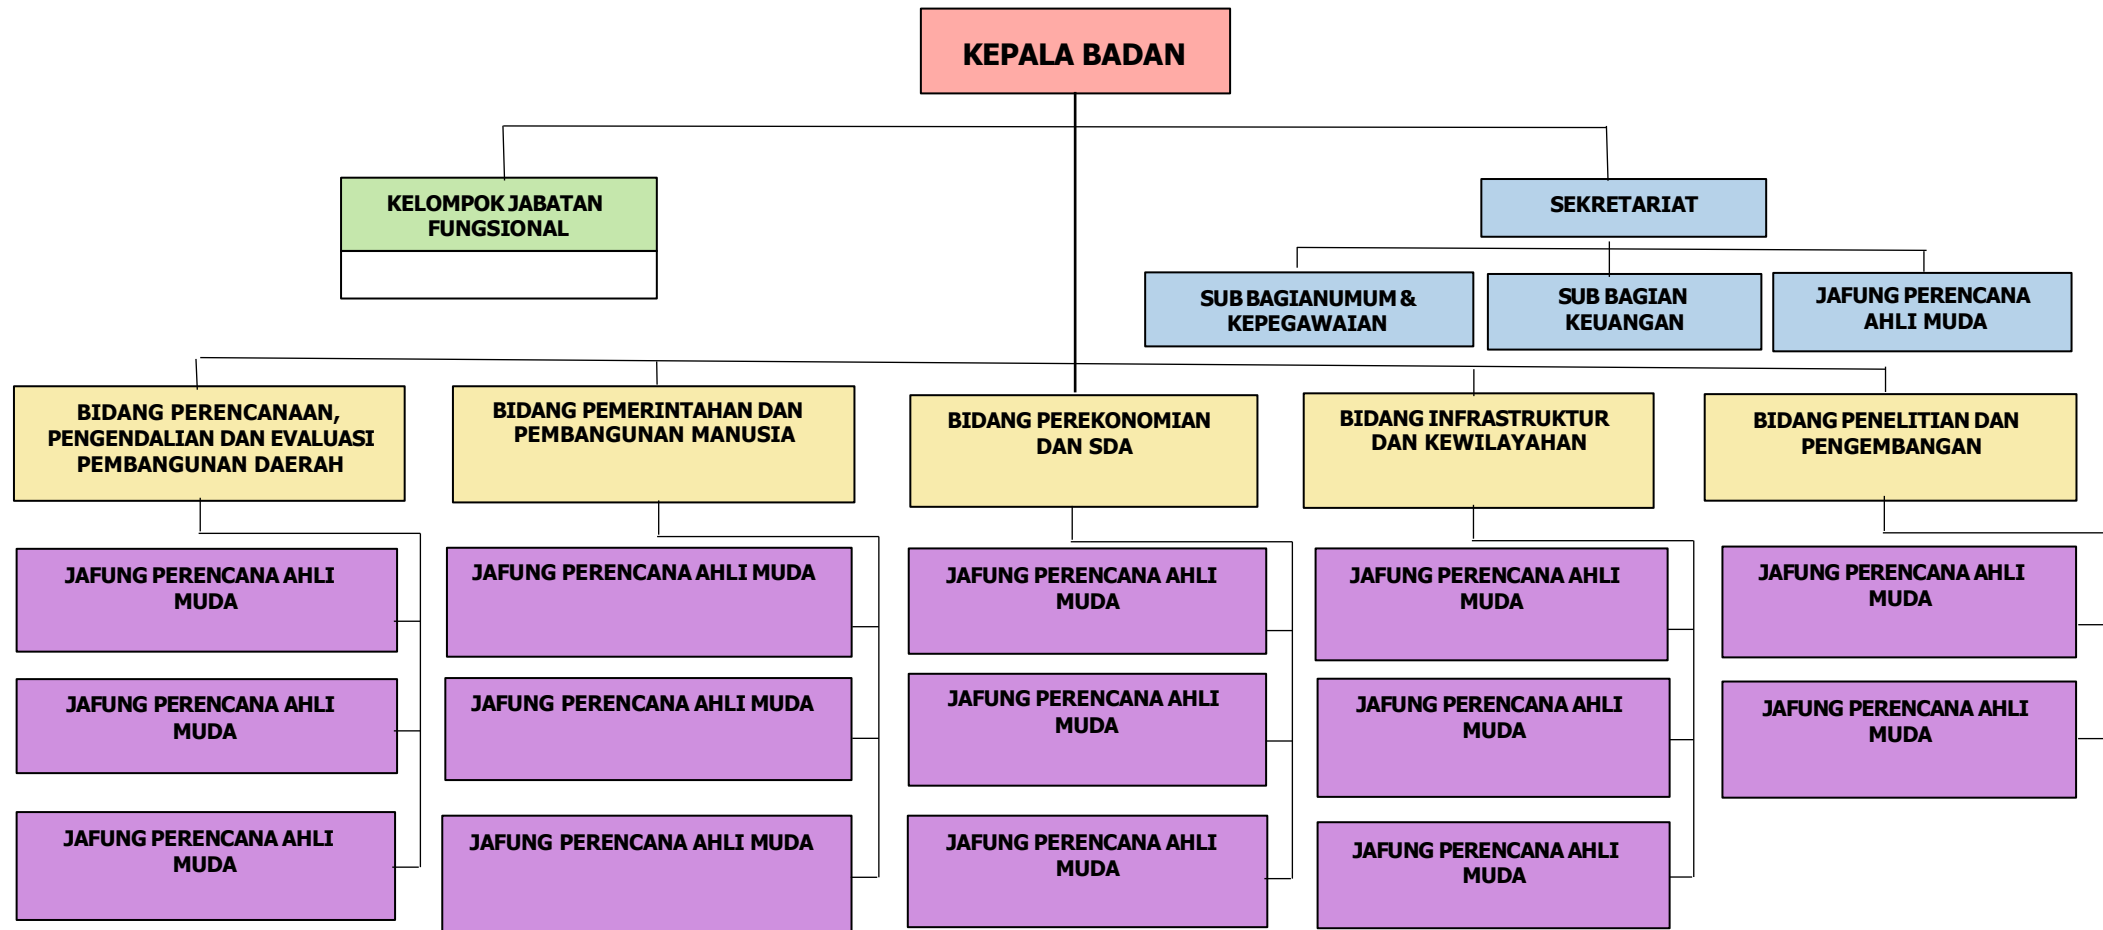 KEPALA BADAN
KELOMPOK JABATAN
FUNGSIONAL
SEKRETARIAT
SUB BAGIANUMUM &
KEPEGAWAIAN
SUB BAGIAN
KEUANGAN
JAFUNG PERENCANA
AHLI MUDA
BIDANG PERENCANAAN,
PENGENDALIAN DAN EVALUASI
PEMBANGUNAN DAERAH
BIDANG PEMERINTAHAN DAN
PEMBANGUNAN MANUSIA
BIDANG PEREKONOMIAN
DAN SDA
BIDANG INFRASTRUKTUR
DAN KEWILAYAHAN
BIDANG PENELITIAN DAN
PENGEMBANGAN
JAFUNG PERENCANA AHLI
MUDA
JAFUNG PERENCANA AHLI MUDA
JAFUNG PERENCANA AHLI
MUDA
JAFUNG PERENCANA AHLI
MUDA
JAFUNG PERENCANA AHLI
MUDA
JAFUNG PERENCANA AHLI
MUDA
JAFUNG PERENCANA AHLI MUDA
JAFUNG PERENCANA AHLI
MUDA
JAFUNG PERENCANA AHLI
MUDA
JAFUNG PERENCANA AHLI
MUDA
JAFUNG PERENCANA AHLI
MUDA
JAFUNG PERENCANA AHLI MUDA
JAFUNG PERENCANA AHLI
MUDA
JAFUNG PERENCANA AHLI
MUDA